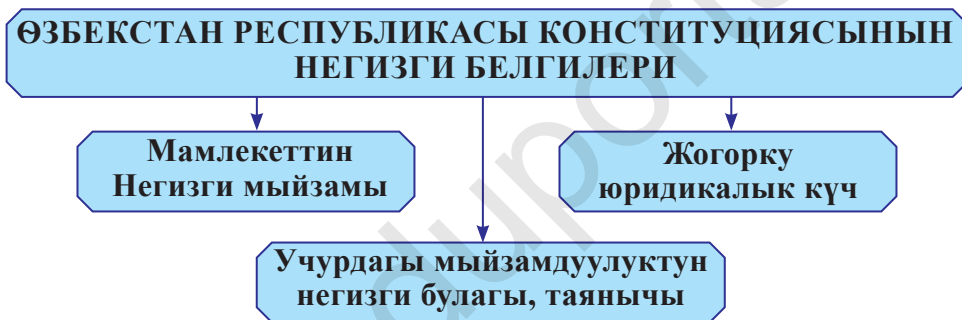 ӨЗБЕКСТАН РЕСПУБЛИКАСЫ КОНСТИТУЦИЯСЫНЫН
НЕГИЗГИ БЕЛГИЛЕРИ
Мамлекеттин
Негизги мыйзамы
Жогорку
юридикалык күч
Учурдагы мыйзамдуулуктун
негизги булагы, таянычы